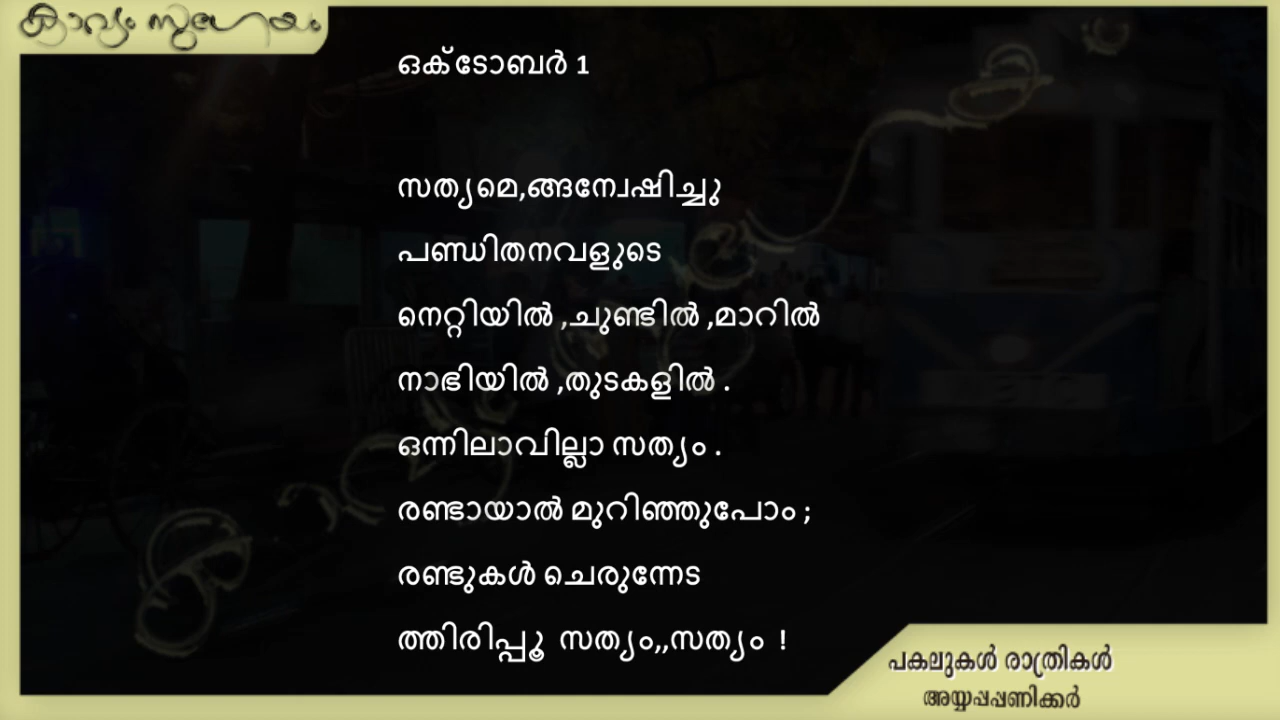 കാവ്യം സുഗേയം
ഒക്ടോബർ 1
സത്യമെ,ങ്ങന്വേഷിച്ചു
പണ്ഡിതനവളുടെ
നെറ്റിയിൽ ,ചുണ്ടിൽ ,മാറിൽ
നാഭിയിൽ ,തുടകളിൽ .
ഒന്നിലാവില്ലാ സത്യം .
രണ്ടായാൽ മുറിഞ്ഞുപോം ;
രണ്ടുകൾ ചെരുന്നേട
ത്തിരിപ്പൂ സത്യം,,സത്യം !
പകലുകൾ രാത്രികൾ
അയ്യപ്പപ്പണിക്കർ